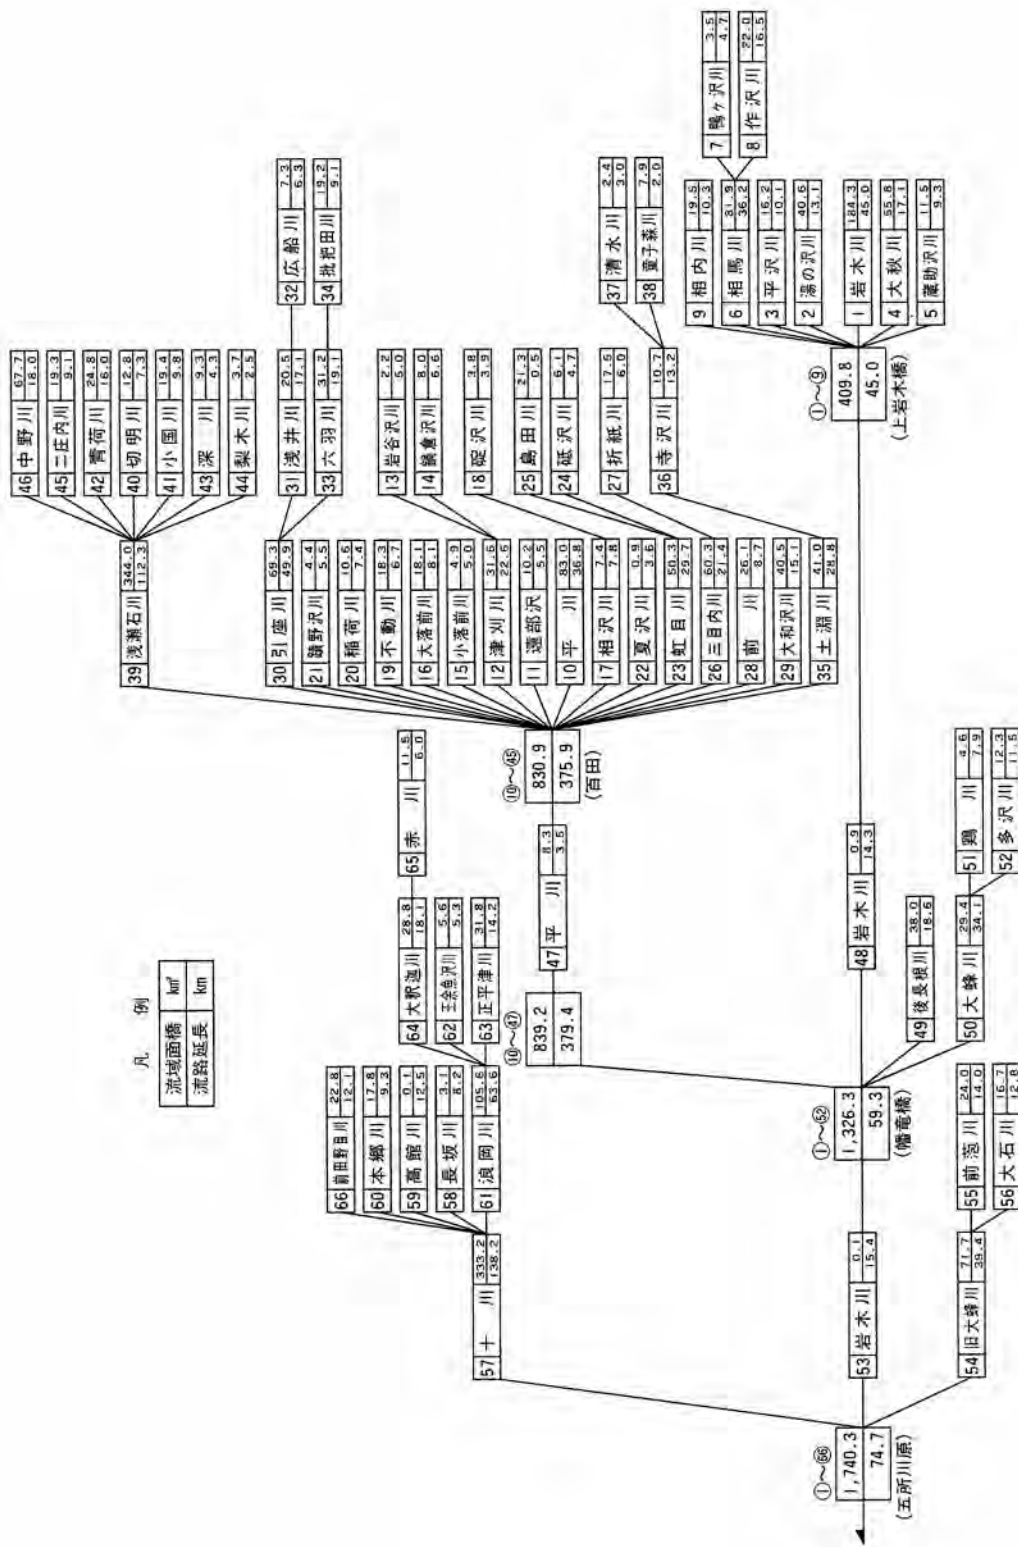 凡 例
流域面橋 km²
流路延長 km
46 中野川 67.7 18.0
45 二庄内川 19.3 9.1
42 青荷川 24.8 16.0
40 切明川 12.8 7.3
41 小国川 19.4 9.8
43 深川 9.3 4.3
44 梨木川 3.7 2.5
39 浅瀬石川 344.0 112.3
32 広船川 7.3 6.3
34 批把田川 19.2 9.1
31 浅井川 20.5 17.1
33 六羽川 31.2 19.1
30 引座川 69.3 49.9
21 蹟野沢川 4.4 5.5
20 稲荷川 10.6 7.4
19 不動川 18.3 6.7
16 大落前川 18.1 8.1
15 小落前川 4.9 5.0
12 津刈川 31.6 22.6
11 遠部沢 10.2 5.5
10 平川 83.0 36.8
17 相沢川 7.4 7.8
22 夏沢川 0.9 3.6
23 虹目川 50.3 29.7
26 三目内川 60.3 21.4
28 前川 26.1 8.7
29 大和沢川 40.5 15.1
35 土淵川 41.0 28.8
13 岩谷沢川 2.2 5.0
14 鍋倉沢川 8.0 6.6
18 碇沢川 3.8 3.9
25 島田川 21.3 0.5
24 砥沢川 6.1 4.7
27 折紙川 17.5 6.0
36 寺沢川 10.7 13.2
37 清水川 2.4 3.0
38 童子森川 7.9 2.0
7 鴨ヶ沢川 3.5 4.7
8 作沢川 22.0 16.5
9 相内川 19.5 10.3
6 相馬川 31.9 36.2
3 平沢川 16.2 10.1
2 湯の沢川 40.6 13.1
1 岩木川 184.3 45.0
4 大秋川 55.8 17.1
5 蔵助沢川 11.5 9.3
①～⑨
409.8
45.0
(上岩木橋)
⑩～㊺
830.9
375.9
(百田)
47 平川 8.3 3.5
⑩～㊼
839.2
379.4
48 岩木川 0.9 14.3
49 後長根川 38.0 18.6
50 大蜂川 29.4 34.1
51 鶏川 4.6 7.9
52 多沢川 12.3 11.5
①～52
1,326.3
59.3
(幡竜橋)
65 赤川 11.5 6.0
64 大釈迦川 28.8 18.1
62 王余魚沢川 5.6 5.3
63 正平津川 31.8 14.2
66 前田野目川 22.8 12.1
60 本郷川 17.8 9.3
59 高館川 0.1 12.5
58 長坂川 3.1 8.2
61 浪岡川 105.6 63.6
57 十川 333.2 138.2
53 岩木川 0.1 15.4
54 旧大蜂川 71.7 39.4
55 前萢川 24.0 14.0
56 大石川 16.7 12.8
①～66
1,740.3
74.7
(五所川原)